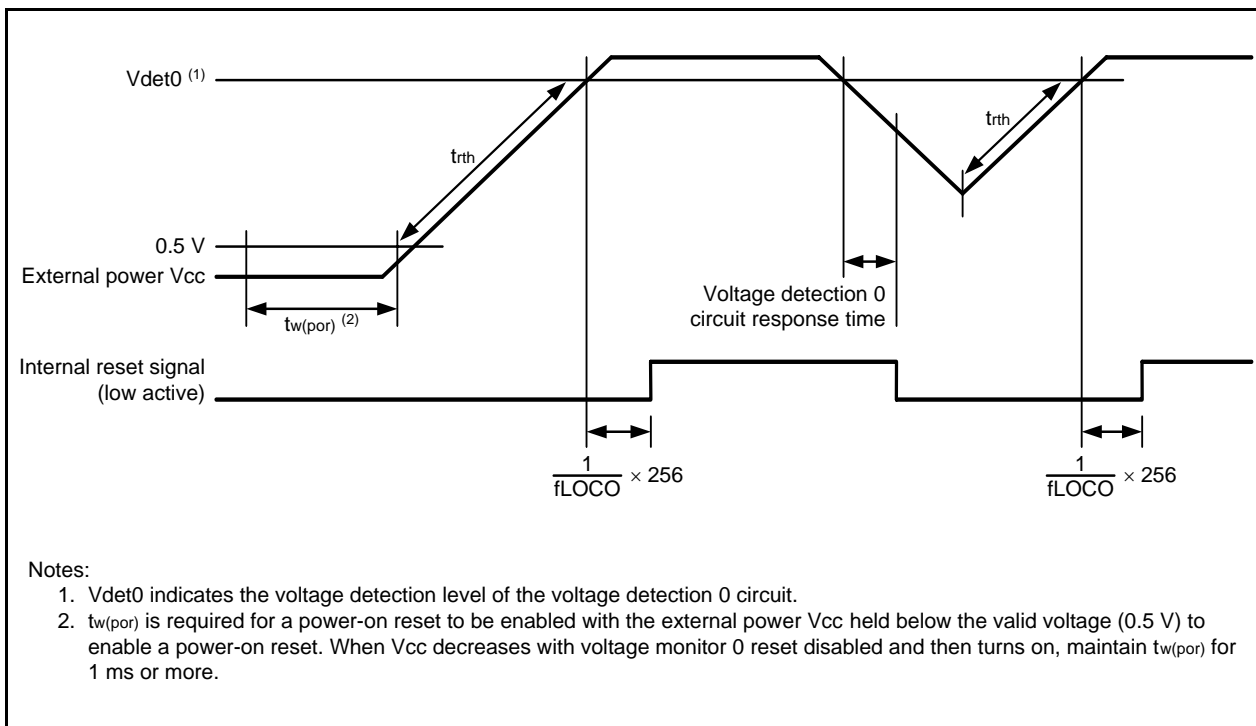 Vdet0 (1)
trth
trth
0.5 V
External power Vcc
tw(por) (2)
Voltage detection 0
circuit response time
Internal reset signal
(low active)
1
fLOCO × 256
1
fLOCO × 256
Notes:
1. Vdet0 indicates the voltage detection level of the voltage detection 0 circuit.
2. tw(por) is required for a power-on reset to be enabled with the external power Vcc held below the valid voltage (0.5 V) to
enable a power-on reset. When Vcc decreases with voltage monitor 0 reset disabled and then turns on, maintain tw(por) for
1 ms or more.